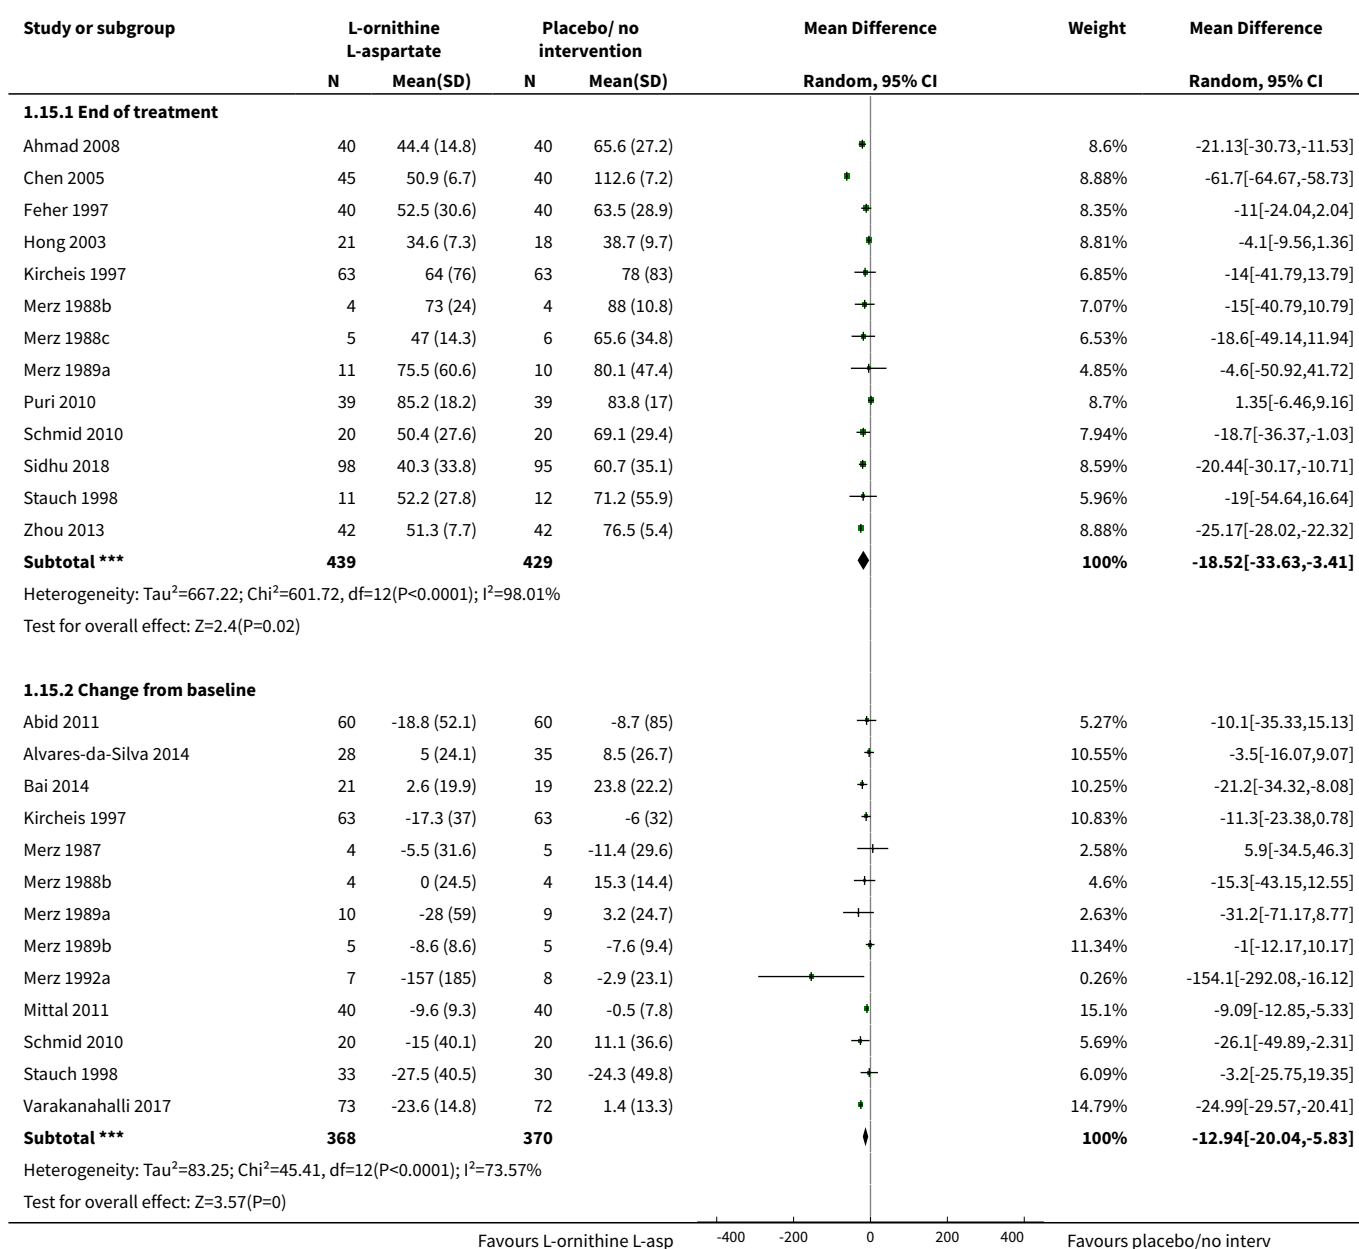 Study or subgroup L-ornithine L-aspartate Placebo/ no intervention Mean Difference Weight Mean Difference
N Mean(SD) N Mean(SD) Random, 95% CI Random, 95% CI
1.15.1 End of treatment
Ahmad 2008 40 44.4 (14.8) 40 65.6 (27.2) 8.6% -21.13[-30.73,-11.53]
Chen 2005 45 50.9 (6.7) 40 112.6 (7.2) 8.88% -61.7[-64.67,-58.73]
Feher 1997 40 52.5 (30.6) 40 63.5 (28.9) 8.35% -11[-24.04,2.04]
Hong 2003 21 34.6 (7.3) 18 38.7 (9.7) 8.81% -4.1[-9.56,1.36]
Kircheis 1997 63 64 (76) 63 78 (83) 6.85% -14[-41.79,13.79]
Merz 1988b 4 73 (24) 4 88 (10.8) 7.07% -15[-40.79,10.79]
Merz 1988c 5 47 (14.3) 6 65.6 (34.8) 6.53% -18.6[-49.14,11.94]
Merz 1989a 11 75.5 (60.6) 10 80.1 (47.4) 4.85% -4.6[-50.92,41.72]
Puri 2010 39 85.2 (18.2) 39 83.8 (17) 8.7% 1.35[-6.46,9.16]
Schmid 2010 20 50.4 (27.6) 20 69.1 (29.4) 7.94% -18.7[-36.37,-1.03]
Sidhu 2018 98 40.3 (33.8) 95 60.7 (35.1) 8.59% -20.44[-30.17,-10.71]
Stauch 1998 11 52.2 (27.8) 12 71.2 (55.9) 5.96% -19[-54.64,16.64]
Zhou 2013 42 51.3 (7.7) 42 76.5 (5.4) 8.88% -25.17[-28.02,-22.32]
Subtotal *** 439 429 100% -18.52[-33.63,-3.41]
Heterogeneity: Tau²=667.22; Chi²=601.72, df=12(P<0.0001); I²=98.01%
Test for overall effect: Z=2.4(P=0.02)
1.15.2 Change from baseline
Abid 2011 60 -18.8 (52.1) 60 -8.7 (85) 5.27% -10.1[-35.33,15.13]
Alvares-da-Silva 2014 28 5 (24.1) 35 8.5 (26.7) 10.55% -3.5[-16.07,9.07]
Bai 2014 21 2.6 (19.9) 19 23.8 (22.2) 10.25% -21.2[-34.32,-8.08]
Kircheis 1997 63 -17.3 (37) 63 -6 (32) 10.83% -11.3[-23.38,0.78]
Merz 1987 4 -5.5 (31.6) 5 -11.4 (29.6) 2.58% 5.9[-34.5,46.3]
Merz 1988b 4 0 (24.5) 4 15.3 (14.4) 4.6% -15.3[-43.15,12.55]
Merz 1989a 10 -28 (59) 9 3.2 (24.7) 2.63% -31.2[-71.17,8.77]
Merz 1989b 5 -8.6 (8.6) 5 -7.6 (9.4) 11.34% -1[-12.17,10.17]
Merz 1992a 7 -157 (185) 8 -2.9 (23.1) 0.26% -154.1[-292.08,-16.12]
Mittal 2011 40 -9.6 (9.3) 40 -0.5 (7.8) 15.1% -9.09[-12.85,-5.33]
Schmid 2010 20 -15 (40.1) 20 11.1 (36.6) 5.69% -26.1[-49.89,-2.31]
Stauch 1998 33 -27.5 (40.5) 30 -24.3 (49.8) 6.09% -3.2[-25.75,19.35]
Varakanahalli 2017 73 -23.6 (14.8) 72 1.4 (13.3) 14.79% -24.99[-29.57,-20.41]
Subtotal *** 368 370 100% -12.94[-20.04,-5.83]
Heterogeneity: Tau²=83.25; Chi²=45.41, df=12(P<0.0001); I²=73.57%
Test for overall effect: Z=3.57(P=0)
Favours L-ornithine L-asp -400 -200 0 200 400 Favours placebo/no interv